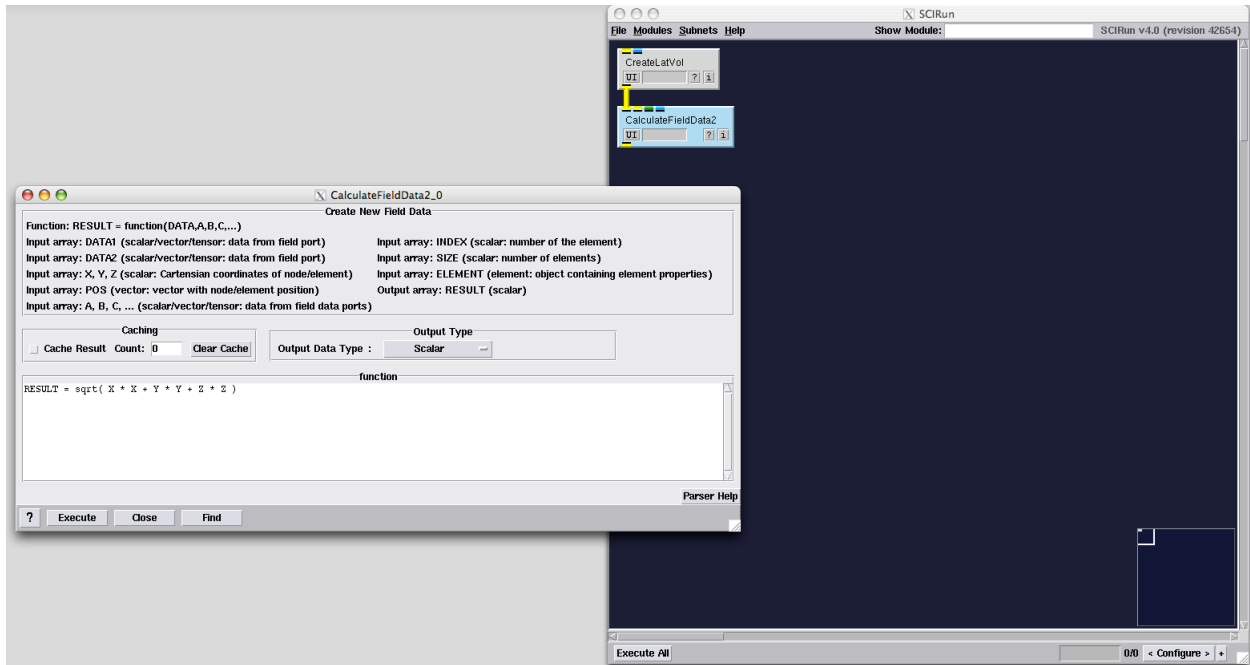 SCIRun
File Modules Subnets Help Show Module: SCIRun v4.0 (revision 42654)
CreateLatVol
UI ? i
CalculateFieldData2
UI ? i
CalculateFieldData2_0
Create New Field Data
Function: RESULT = function(DATA,A,B,C,...)
Input array: DATA1 (scalar/vector/tensor: data from field port) Input array: INDEX (scalar: number of the element)
Input array: DATA2 (scalar/vector/tensor: data from field port) Input array: SIZE (scalar: number of elements)
Input array: X, Y, Z (scalar: Cartensian coordinates of node/element) Input array: ELEMENT (element: object containing element properties)
Input array: POS (vector: vector with node/element position) Output array: RESULT (scalar)
Input array: A, B, C, ... (scalar/vector/tensor: data from field data ports)
Caching Output Type
Cache Result Count: 0 Clear Cache Output Data Type : Scalar
function
RESULT = sqrt( X * X + Y * Y + Z * Z )
Parser Help
? Execute Close Find
Execute All 0/0 < Configure > +